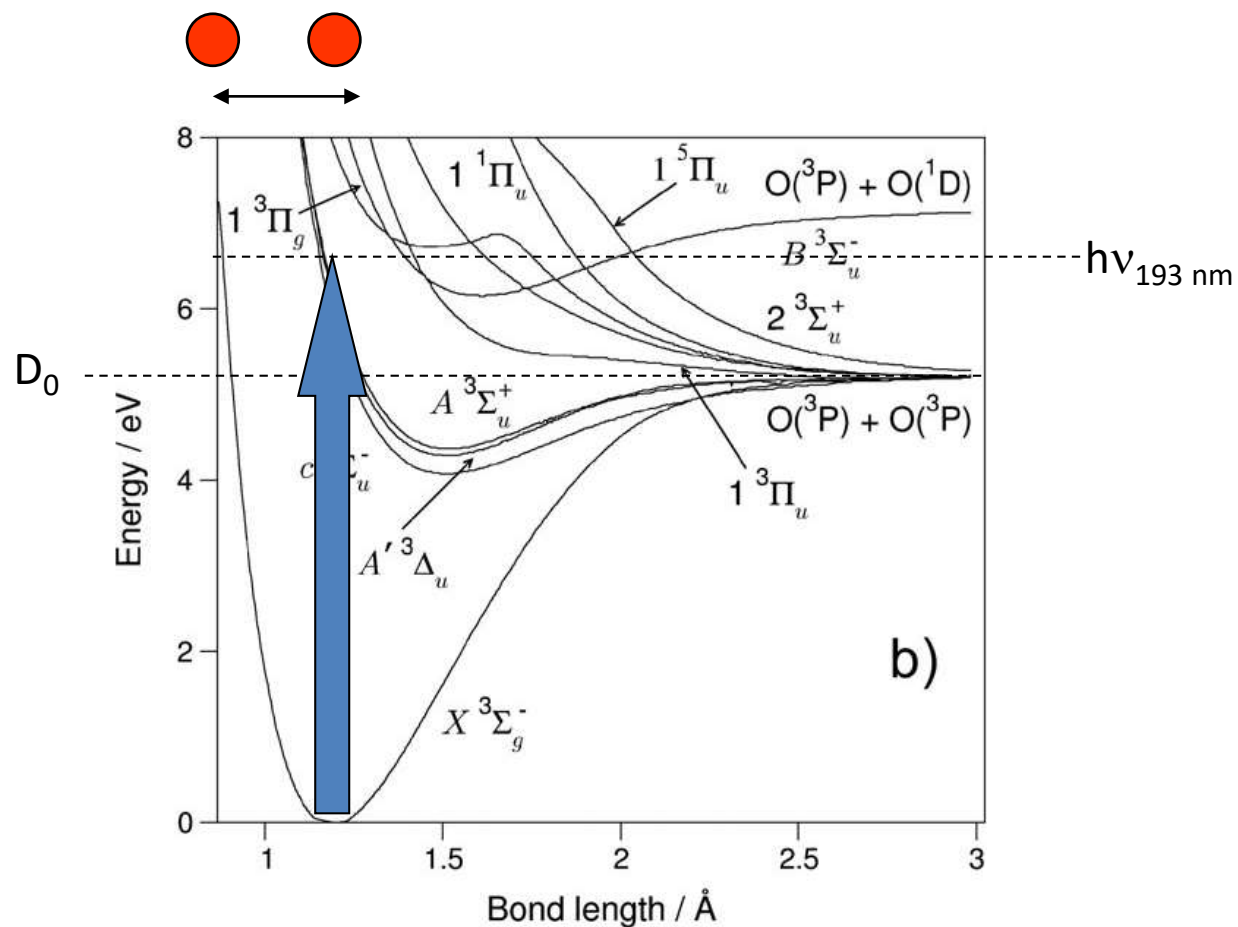 8
6
4
2
0
Energy / eV
1
1.5
2
2.5
3
Bond length / Å
1 ³Π_g
1 ¹Π_u
1 ⁵Π_u
O(³P) + O(¹D)
B ³Σ_u⁻
hν_193 nm
2 ³Σ_u⁺
D₀
A ³Σ_u⁺
O(³P) + O(³P)
c Σ_u⁻
1 ³Π_u
A′ ³Δ_u
b)
X ³Σ_g⁻